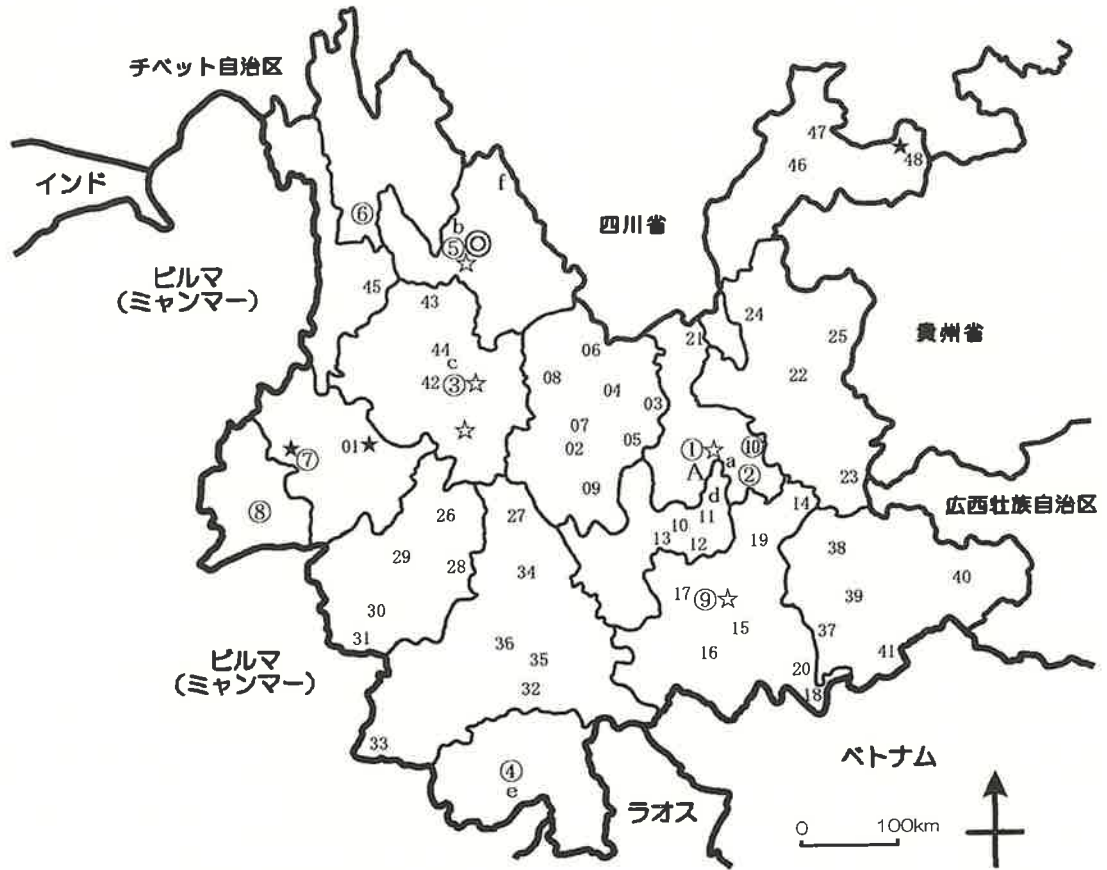 チベット自治区
インド
ビルマ
(ミャンマー)
四川省
貴州省
広西壮族自治区
ビルマ
(ミャンマー)
ラオス
ベトナム
0 100km
f
⑥
b
⑤ ◎
☆
47
46
★ 48
45
43
44
c
42 ③ ☆
☆
06
08
04
03
07
02
05
09
21
24
25
22
23
① ☆
A
a
⑩
②
d
★ ⑦
01 ★
⑧
26
29
28
30
31
27
34
36
35
32
33
10
11
13
12
14
19
17 ⑨ ☆
15
16
20
18
38
39
40
37
41
④
e